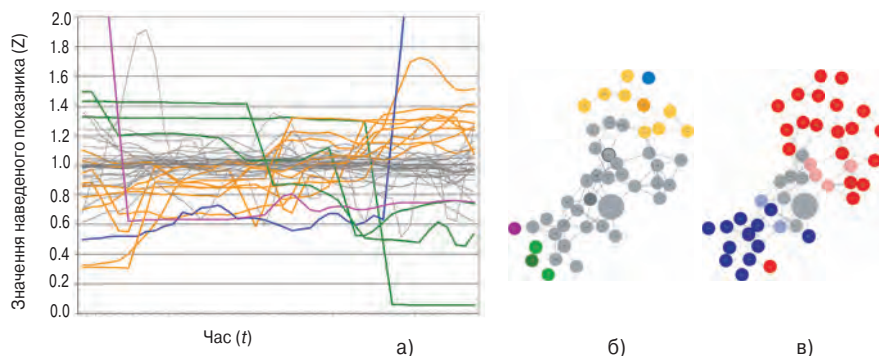 Значення наведеного показника (Z)
2.0
1.8
1.6
1.4
1.2
1.0
0.8
0.6
0.4
0.2
0.0
Час (t)
а)
б)
в)